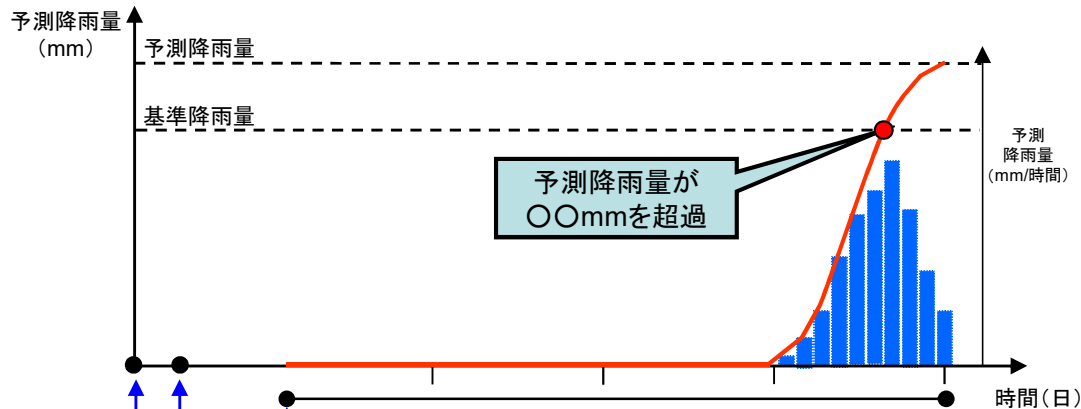 予測降雨量
（mm）
予測降雨量
基準降雨量
予測降雨量が
〇〇mmを超過
予測
降雨量
（mm/時間）
時間（日）